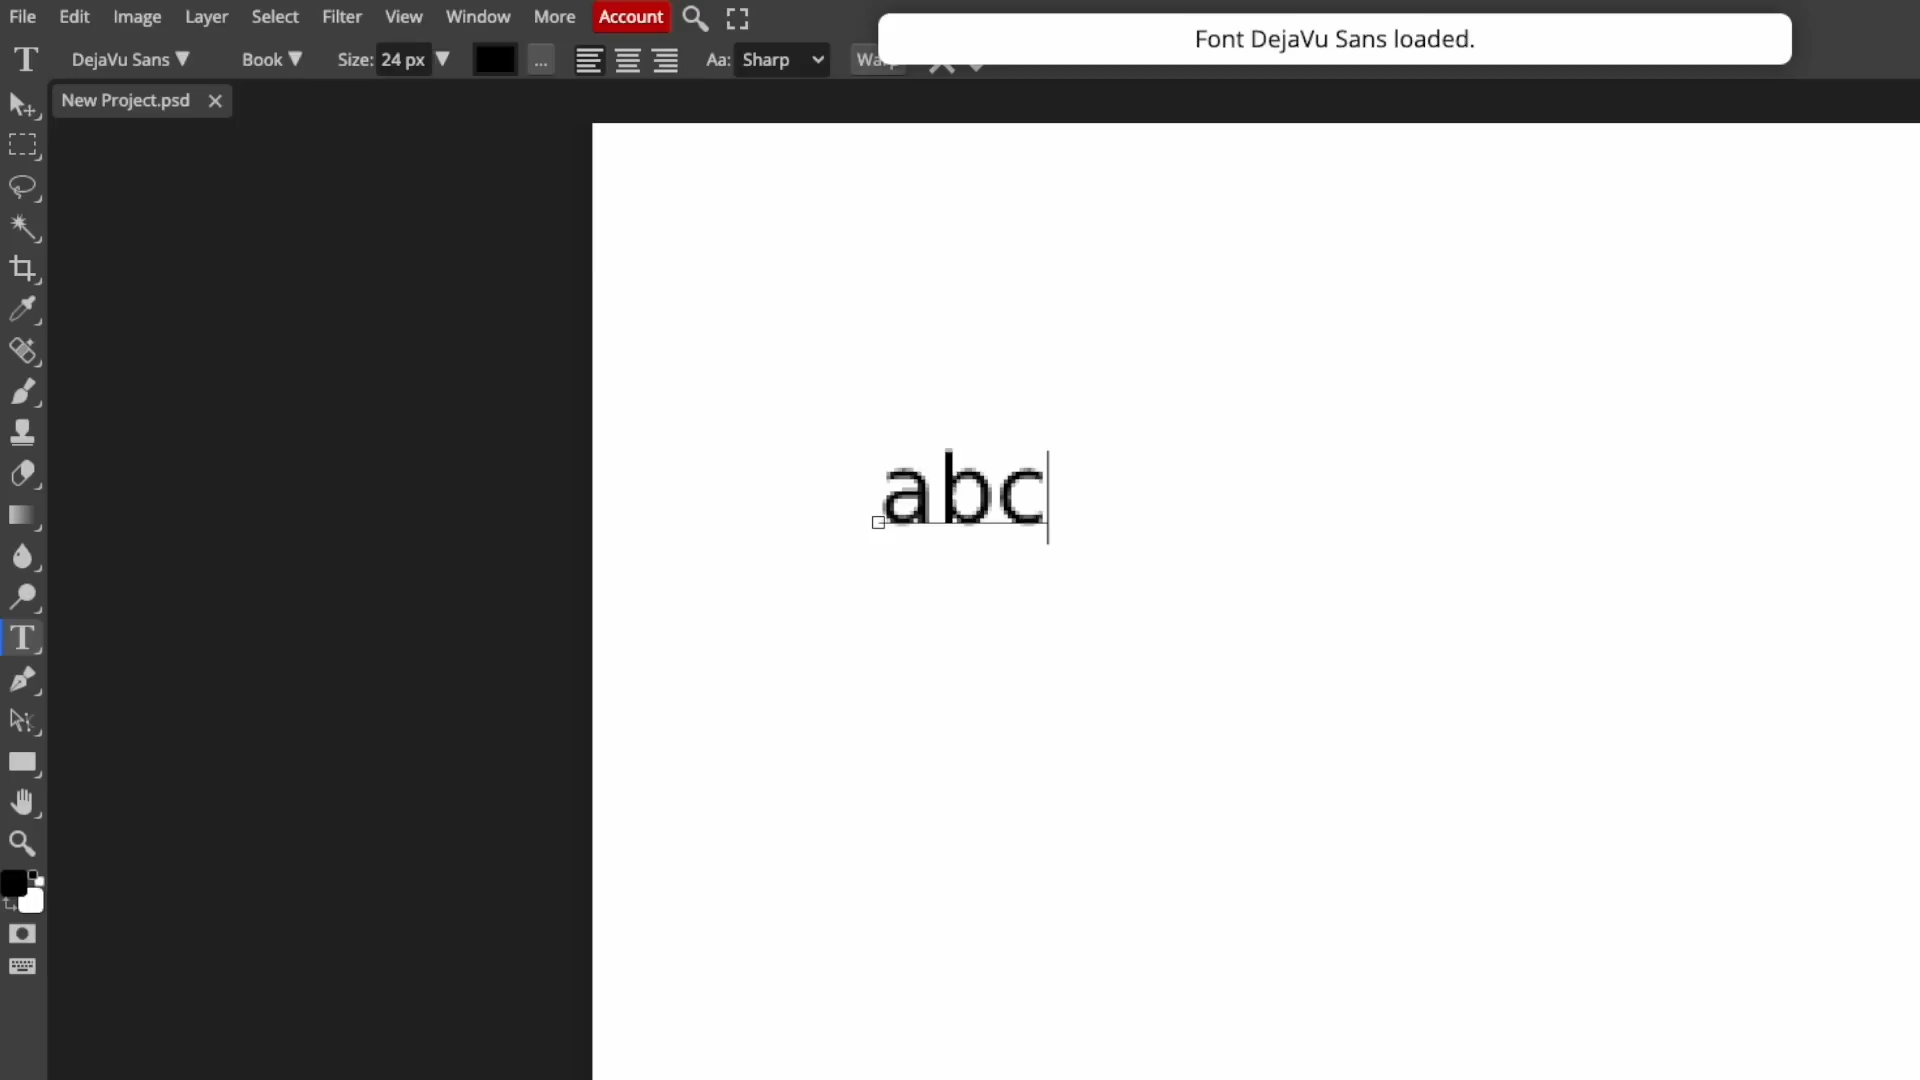 File Edit Image Layer Select Filter View Window More Account
Font DejaVu Sans loaded.
T DejaVu Sans Book Size: 24 px ... Aa: Sharp
New Project.psd
abc
T